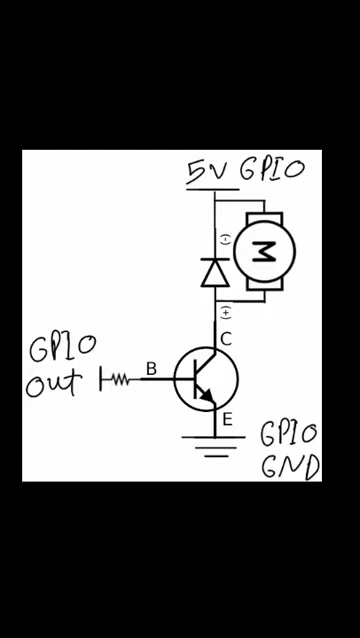 5V GPIO
(-)
M
(+)
C
GPIO
OUT
B
E
GPIO
GND